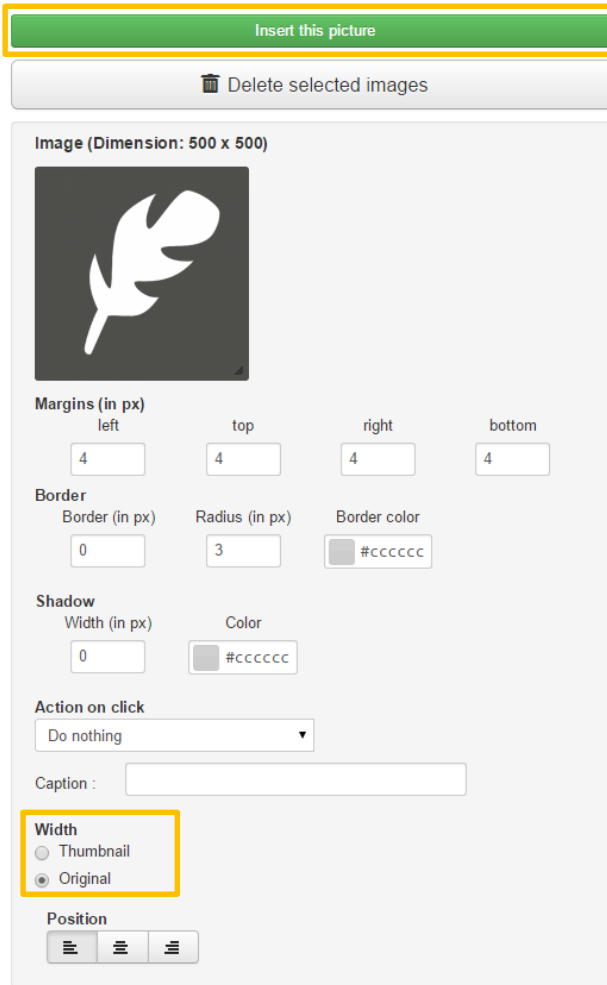 Insert this picture
Delete selected images
Image (Dimension: 500 x 500)
Margins (in px)
left top right bottom
4 4 4 4
Border
Border (in px) Radius (in px) Border color
0 3 #cccccc
Shadow
Width (in px) Color
0 #cccccc
Action on click
Do nothing
Caption :
Width
Thumbnail
Original
Position